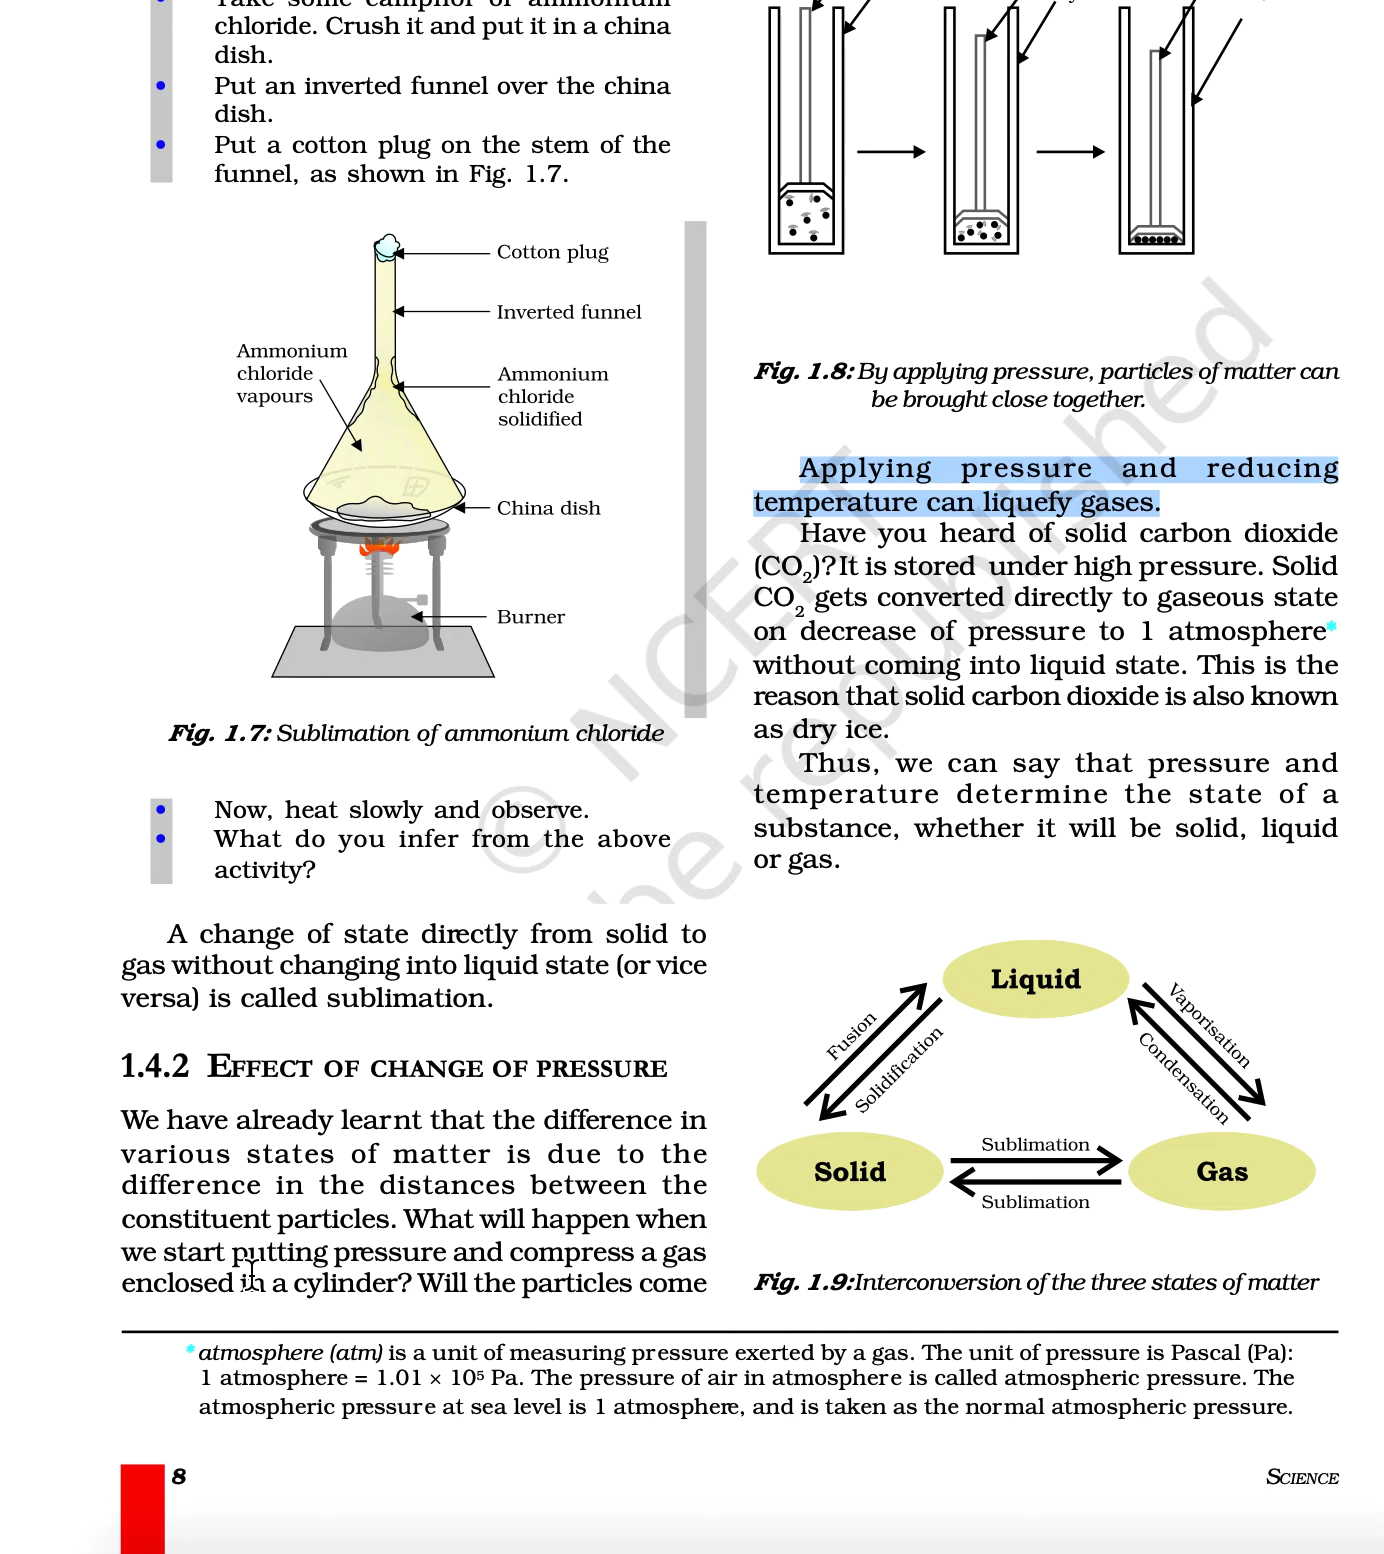 Take some camphor or ammonium
chloride. Crush it and put it in a china
dish.
• Put an inverted funnel over the china
dish.
• Put a cotton plug on the stem of the
funnel, as shown in Fig. 1.7.
Cotton plug
Inverted funnel
Ammonium
chloride
vapours
Ammonium
chloride
solidified
China dish
Burner
Fig. 1.7: Sublimation of ammonium chloride
• Now, heat slowly and observe.
• What do you infer from the above
activity?
A change of state directly from solid to
gas without changing into liquid state (or vice
versa) is called sublimation.
1.4.2 EFFECT OF CHANGE OF PRESSURE
We have already learnt that the difference in
various states of matter is due to the
difference in the distances between the
constituent particles. What will happen when
we start putting pressure and compress a gas
enclosed in a cylinder? Will the particles come
Fig. 1.8: By applying pressure, particles of matter can
be brought close together.
Applying pressure and reducing
temperature can liquefy gases.
Have you heard of solid carbon dioxide
(CO₂)? It is stored under high pressure. Solid
CO₂ gets converted directly to gaseous state
on decrease of pressure to 1 atmosphere*
without coming into liquid state. This is the
reason that solid carbon dioxide is also known
as dry ice.
Thus, we can say that pressure and
temperature determine the state of a
substance, whether it will be solid, liquid
or gas.
Liquid
Fusion
Solidification
Vaporisation
Condensation
Solid
Sublimation
Sublimation
Gas
Fig. 1.9:Interconversion of the three states of matter
* atmosphere (atm) is a unit of measuring pressure exerted by a gas. The unit of pressure is Pascal (Pa):
1 atmosphere = 1.01 × 10⁵ Pa. The pressure of air in atmosphere is called atmospheric pressure. The
atmospheric pressure at sea level is 1 atmosphere, and is taken as the normal atmospheric pressure.
8
SCIENCE
© NCERT
be republished